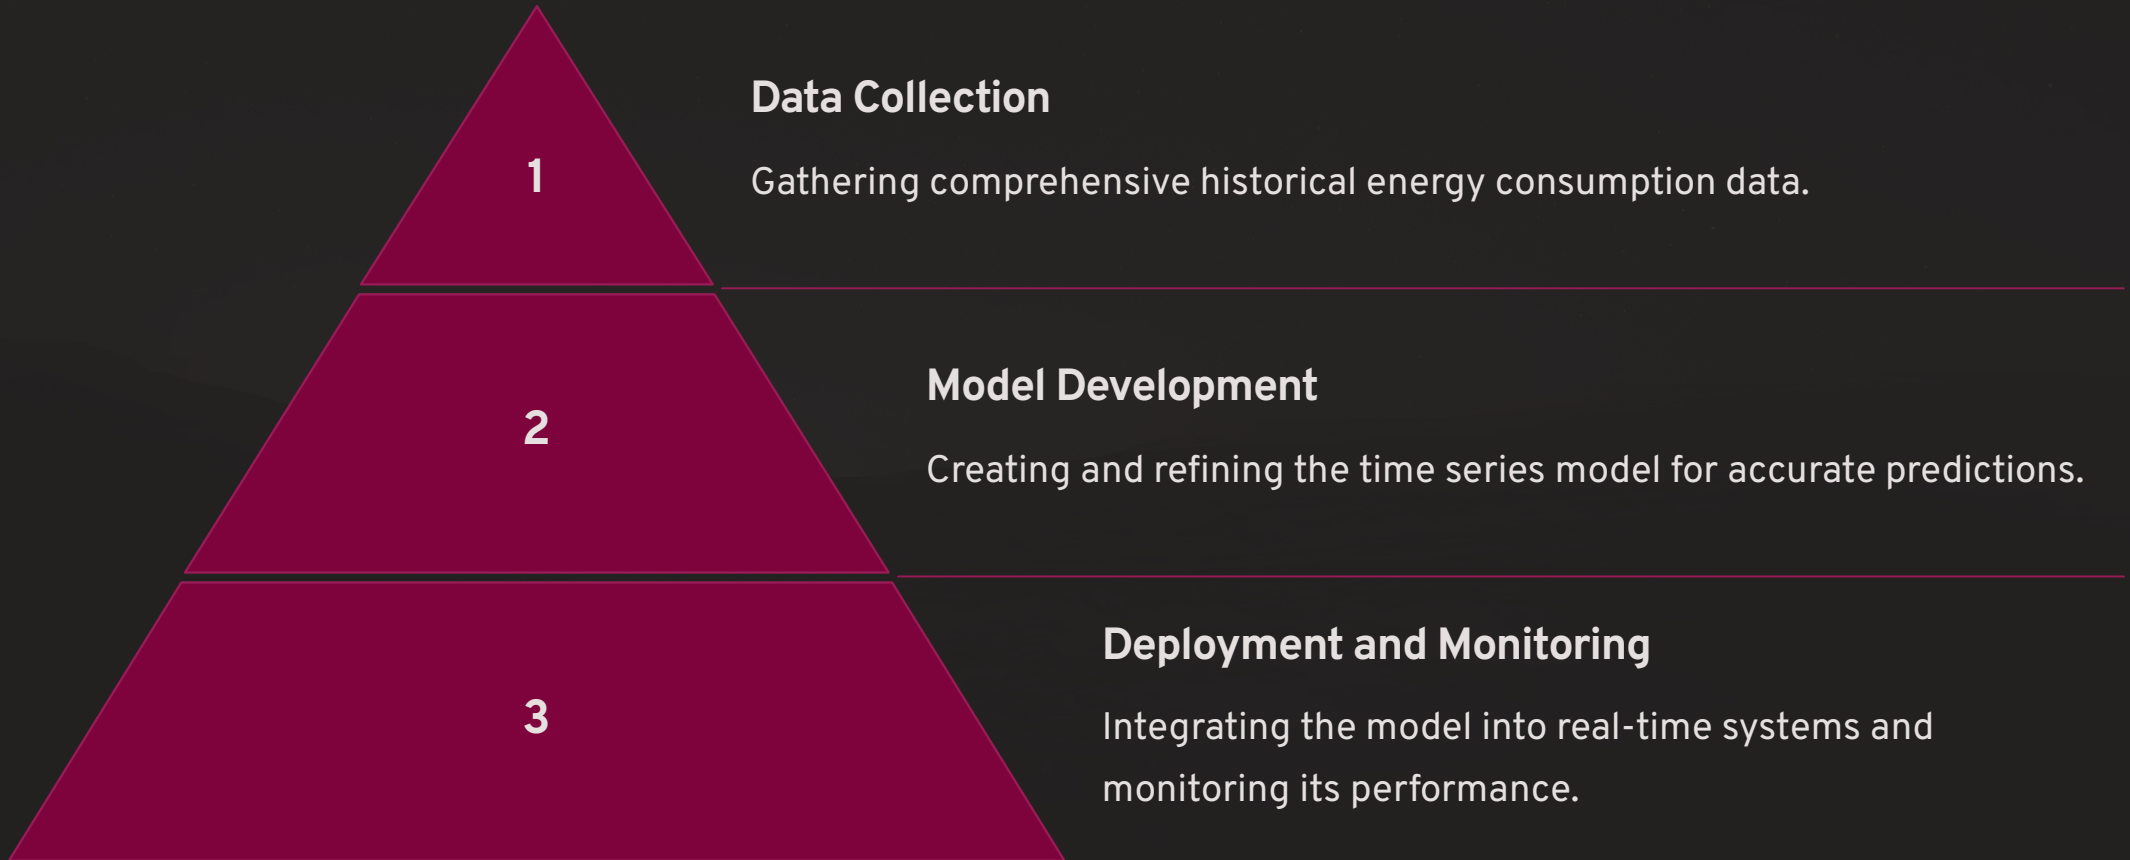 1
Data Collection
Gathering comprehensive historical energy consumption data.
2
Model Development
Creating and refining the time series model for accurate predictions.
3
Deployment and Monitoring
Integrating the model into real-time systems and
monitoring its performance.